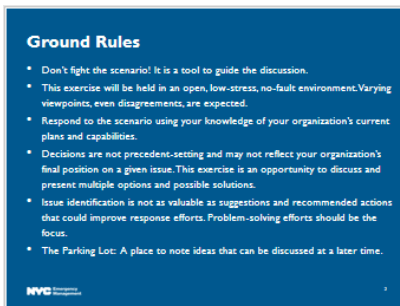 Ground Rules
• Don't fight the scenario! It is a tool to guide the discussion.
• This exercise will be held in an open, low-stress, no-fault environment. Varying
viewpoints, even disagreements, are expected.
• Respond to the scenario using your knowledge of your organization's current
plans and capabilities.
• Decisions are not precedent-setting and may not reflect your organization's
final position on a given issue. This exercise is an opportunity to discuss and
present multiple options and possible solutions.
• Issue identification is not as valuable as suggestions and recommended actions
that could improve response efforts. Problem-solving efforts should be the
focus.
• The Parking Lot: A place to note ideas that can be discussed at a later time.
NYC Emergency
Management